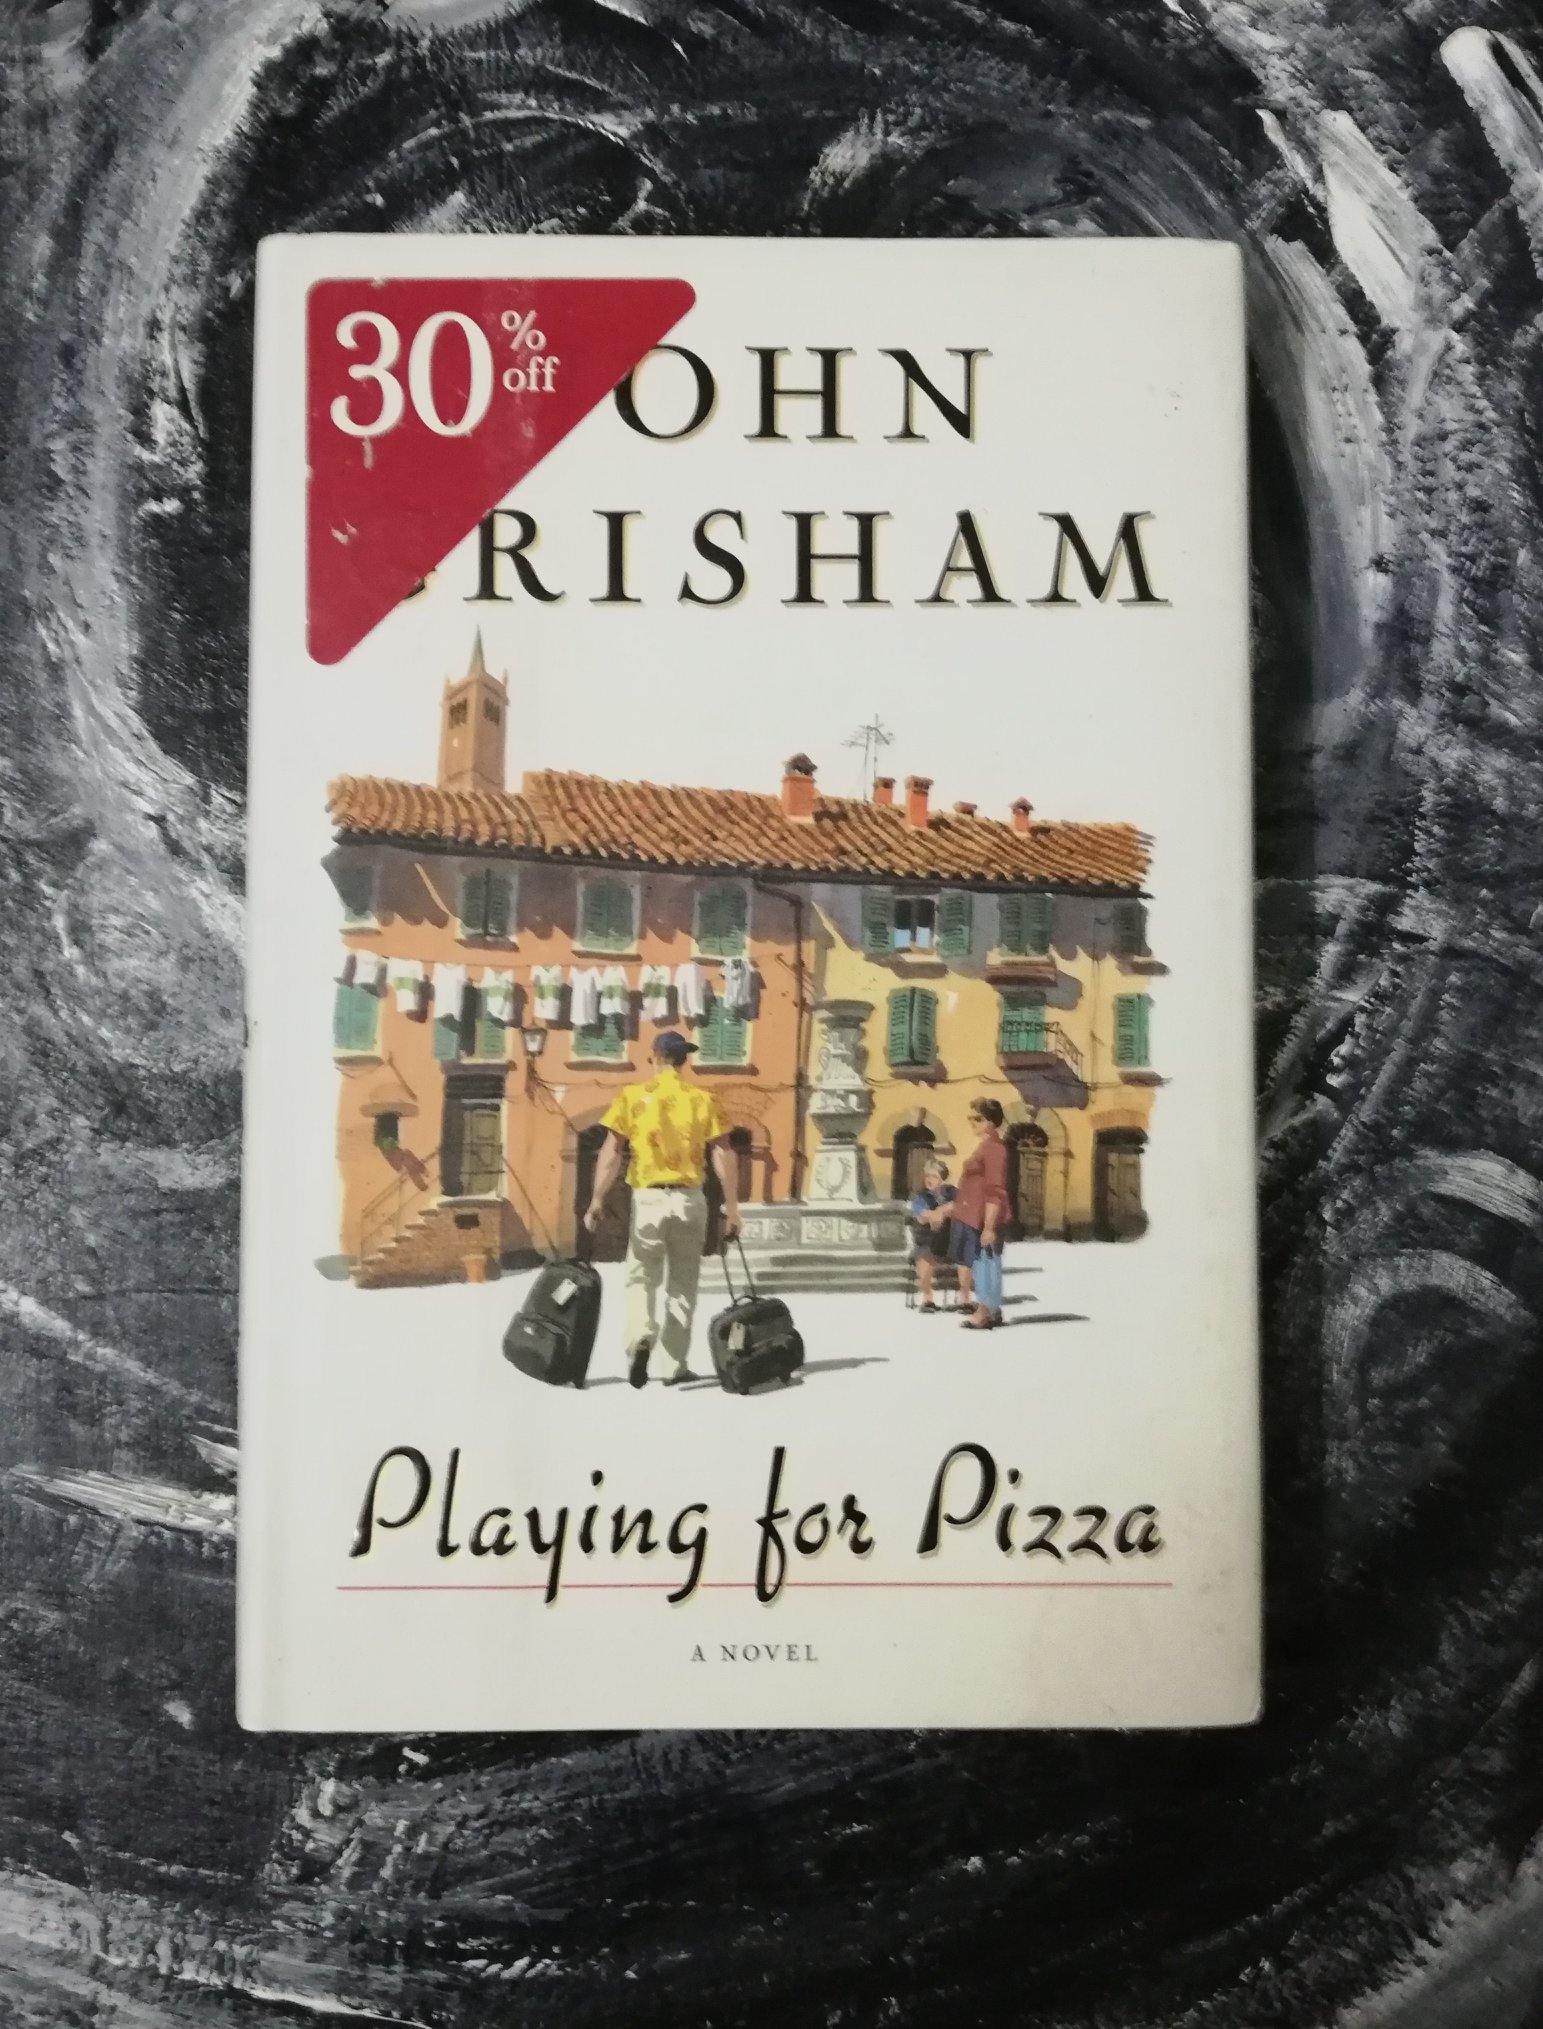 30% off
OHN
RISHAM
Playing for Pizza
A NOVEL